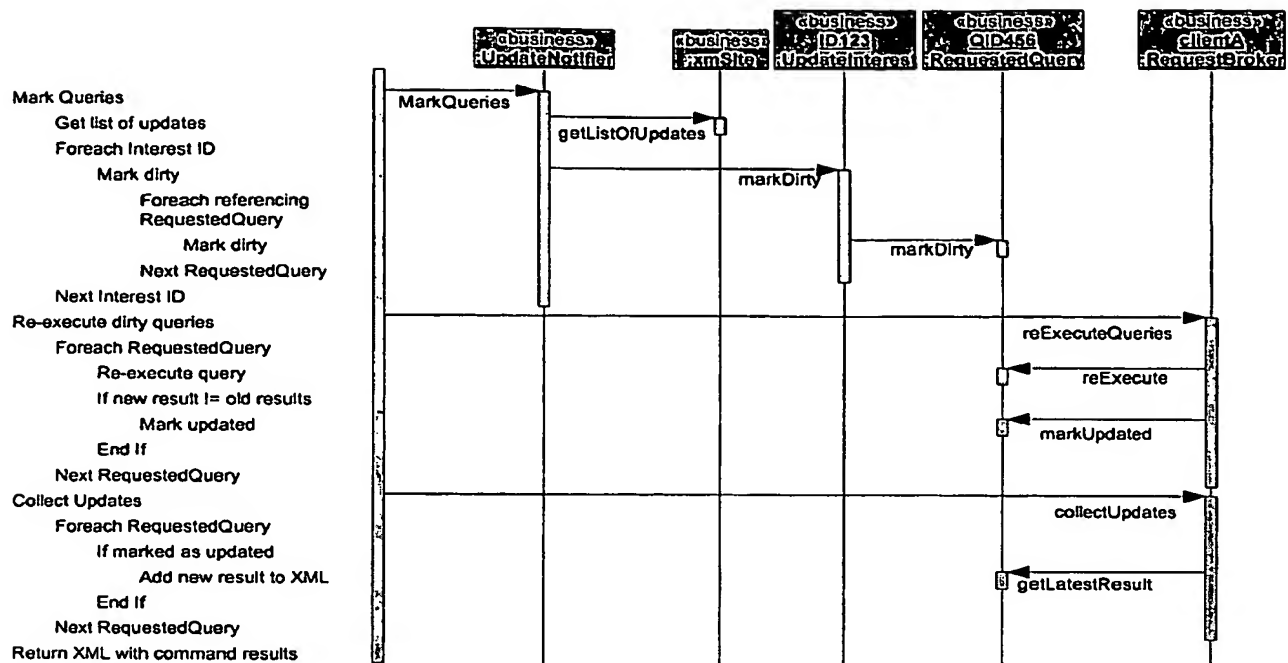 «business»
:UpdateNotifier
«business»
:xmSite
«business»
ID123
:UpdateInterest
«business»
QID456
:RequestedQuery
«business»
clientA
:RequestBroker
Mark Queries
Get list of updates
Foreach Interest ID
Mark dirty
Foreach referencing
RequestedQuery
Mark dirty
Next RequestedQuery
Next Interest ID
Re-execute dirty queries
Foreach RequestedQuery
Re-execute query
If new result != old results
Mark updated
End If
Next RequestedQuery
Collect Updates
Foreach RequestedQuery
If marked as updated
Add new result to XML
End If
Next RequestedQuery
Return XML with command results
MarkQueries
getListOfUpdates
markDirty
markDirty
reExecuteQueries
reExecute
markUpdated
collectUpdates
getLatestResult